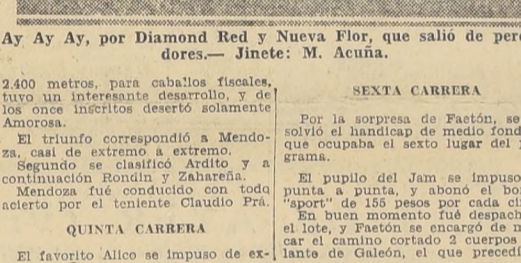 Ay Ay Ay, por Diamond Red y Nueva Flor, que salió de per
dores.— Jinete: M. Acuña.
2.400 metros, para caballos fiscales,
tuvo un interesante desarrollo, y de
los once inscritos desertó solamente
Amorosa.
El triunfo correspondió a Mendo-
za, casi de extremo a extremo.
Segundo se clasificó Ardito y a
continuación Rondin y Zahareña.
Mendoza fué conducido con todo
acierto por el teniente Claudio Prá.
QUINTA CARRERA
El favorito Alico se impuso de ex-
SEXTA CARRERA
Por la sorpresa de Faetón, se
solvió el handicap de medio fond
que ocupaba el sexto lugar del
grama.
El pupilo del Jam se impuso
punta a punta, y abonó el bo
"sport" de 155 pesos por cada ci
En buen momento fué despach
el lote, y Faetón se encargó de m
car el camino cortado 2 cuerpos
lante de Galeón, el que precedi